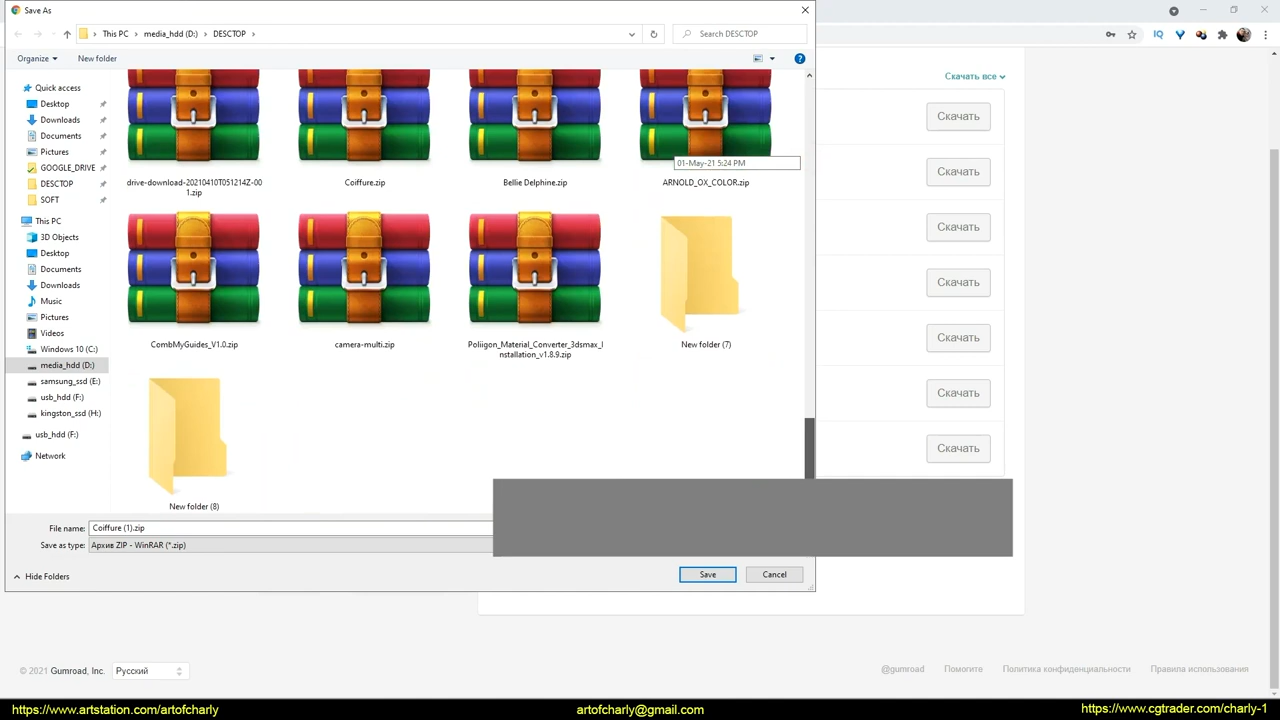 Save As
This PC
media_hdd (D:)
DESCTOP
Search DESCTOP
Organize
New folder
Скачать все
Quick access
Desktop
Downloads
Documents
Pictures
GOOGLE_DRIVE
DESCTOP
SOFT
This PC
3D Objects
Desktop
Documents
Downloads
Music
Pictures
Videos
Windows 10 (C:)
media_hdd (D:)
samsung_ssd (E:)
usb_hdd (F:)
kingston_ssd (H:)
usb_hdd (F:)
Network
01-May-21 5:24 PM
drive-download-20210410T051214Z-00
1.zip
Coiffure.zip
Bellie Delphine.zip
ARNOLD_OX_COLOR.zip
CombMyGuides_V1.0.zip
camera-multi.zip
Poliigon_Material_Converter_3dsmax_I
nstallation_v1.8.9.zip
New folder (7)
New folder (8)
Скачать
Скачать
Скачать
Скачать
Скачать
Скачать
Скачать
File name: Coiffure (1).zip
Save as type: Архив ZIP - WinRAR (*.zip)
Hide Folders
Save
Cancel
© 2021 Gumroad, Inc.
Русский
@gumroad
Помогите
Политика конфиденциальности
Правила использования
https://www.artstation.com/artofcharly
artofcharly@gmail.com
https://www.cgtrader.com/charly-1